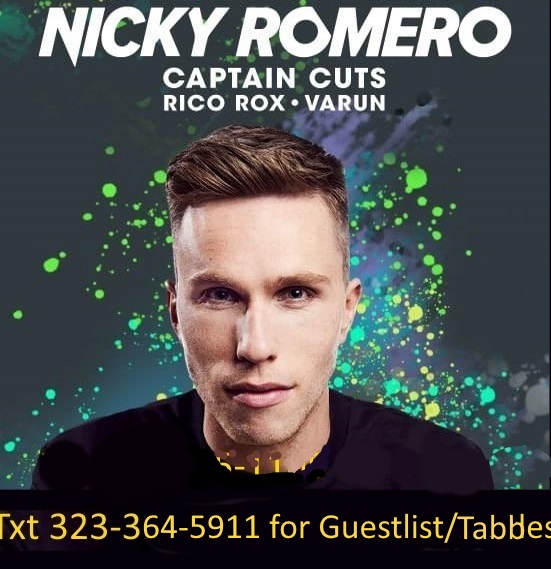 NICKY ROMERO
CAPTAIN CUTS
RICO ROX • VARUN
Txt 323-364-5911 for Guestlist/Tabbles